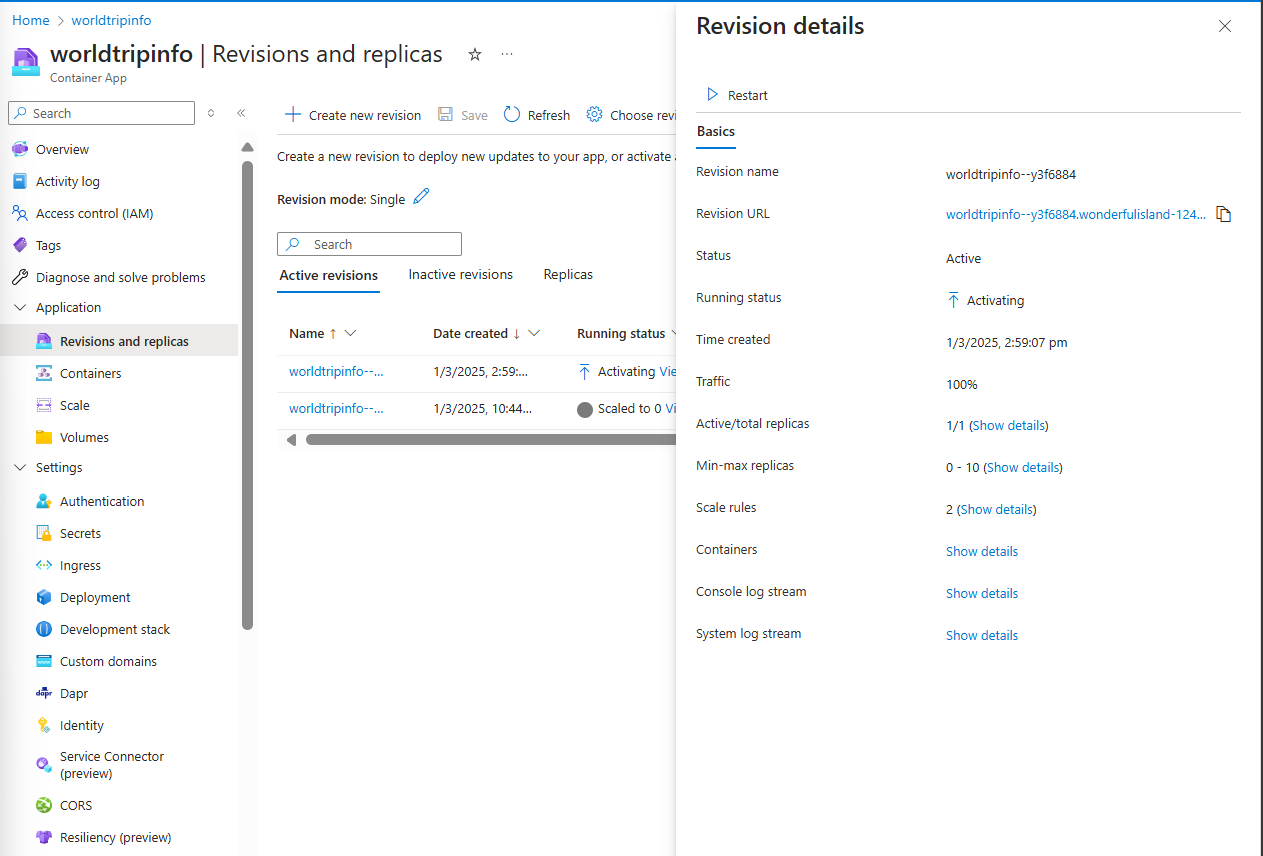 Home > worldtripinfo
worldtripinfo | Revisions and replicas
Container App
Search
Overview
Activity log
Access control (IAM)
Tags
Diagnose and solve problems
Application
Revisions and replicas
Containers
Scale
Volumes
Settings
Authentication
Secrets
Ingress
Deployment
Development stack
Custom domains
dapr Dapr
Identity
Service Connector
(preview)
CORS
Resiliency (preview)
Create new revision Save Refresh Choose revi
Create a new revision to deploy new updates to your app, or activate a
Revision mode: Single
Search
Active revisions Inactive revisions Replicas
Name ↑ Date created ↓ Running status
worldtripinfo--... 1/3/2025, 2:59:... Activating Vie
worldtripinfo--... 1/3/2025, 10:44... Scaled to 0 Vi
Revision details
Restart
Basics
Revision name worldtripinfo--y3f6884
Revision URL worldtripinfo--y3f6884.wonderfulisland-124...
Status Active
Running status Activating
Time created 1/3/2025, 2:59:07 pm
Traffic 100%
Active/total replicas 1/1 (Show details)
Min-max replicas 0 - 10 (Show details)
Scale rules 2 (Show details)
Containers Show details
Console log stream Show details
System log stream Show details